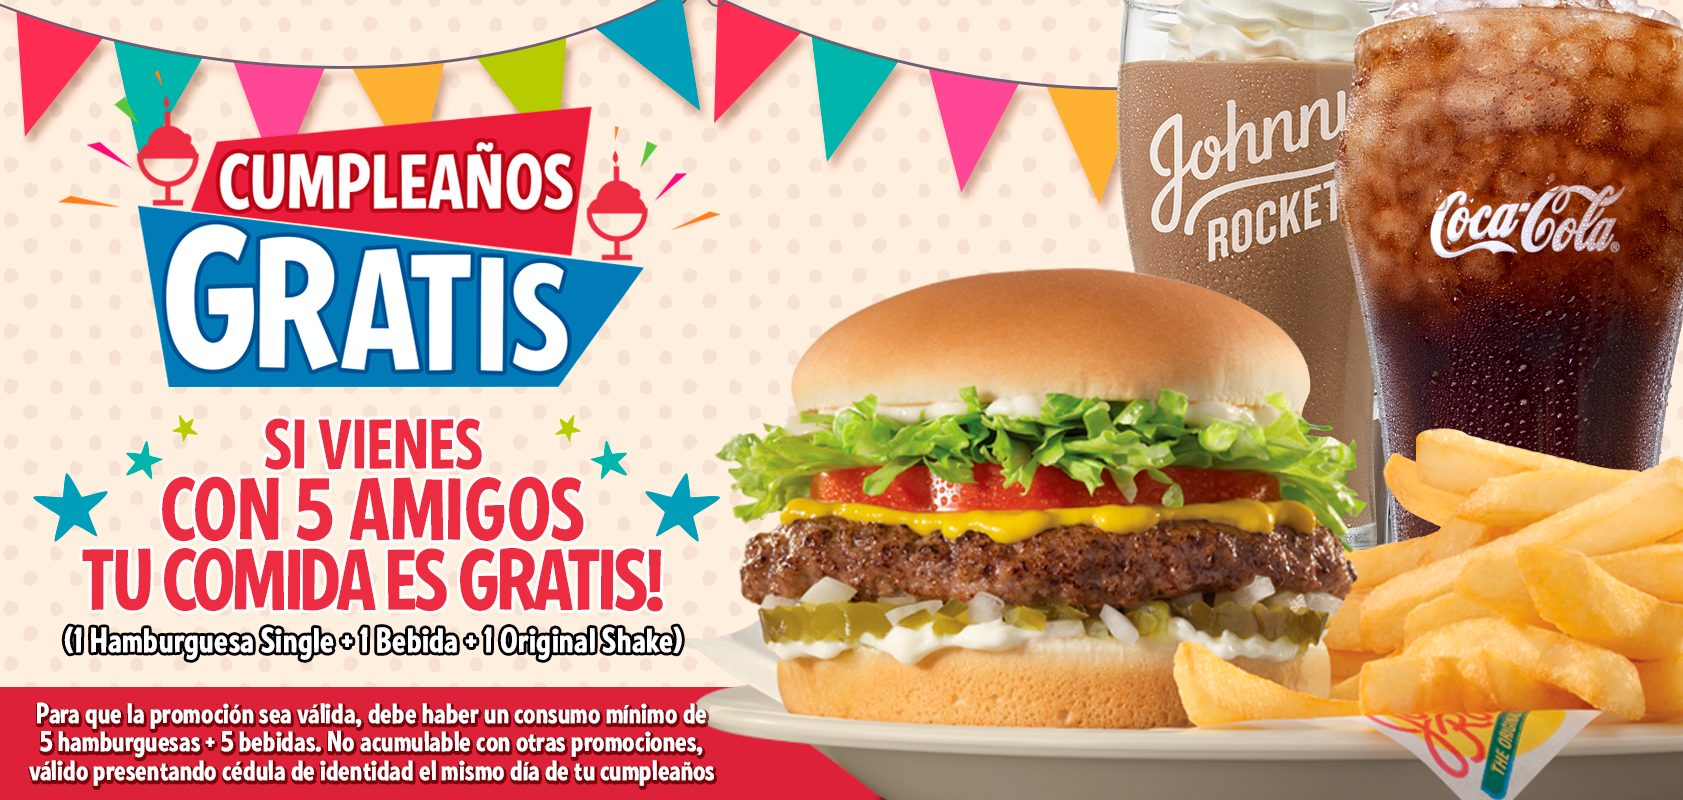 CUMPLEAÑOS
GRATIS
SI VIENES
CON 5 AMIGOS
TU COMIDA ES GRATIS!
(1 Hamburguesa Single + 1 Bebida + 1 Original Shake)
Para que la promoción sea válida, debe haber un consumo mínimo de
5 hamburguesas + 5 bebidas. No acumulable con otras promociones,
válido presentando cédula de identidad el mismo día de tu cumpleaños
Johnny
ROCKET
Coca-Cola®
THE ORIG